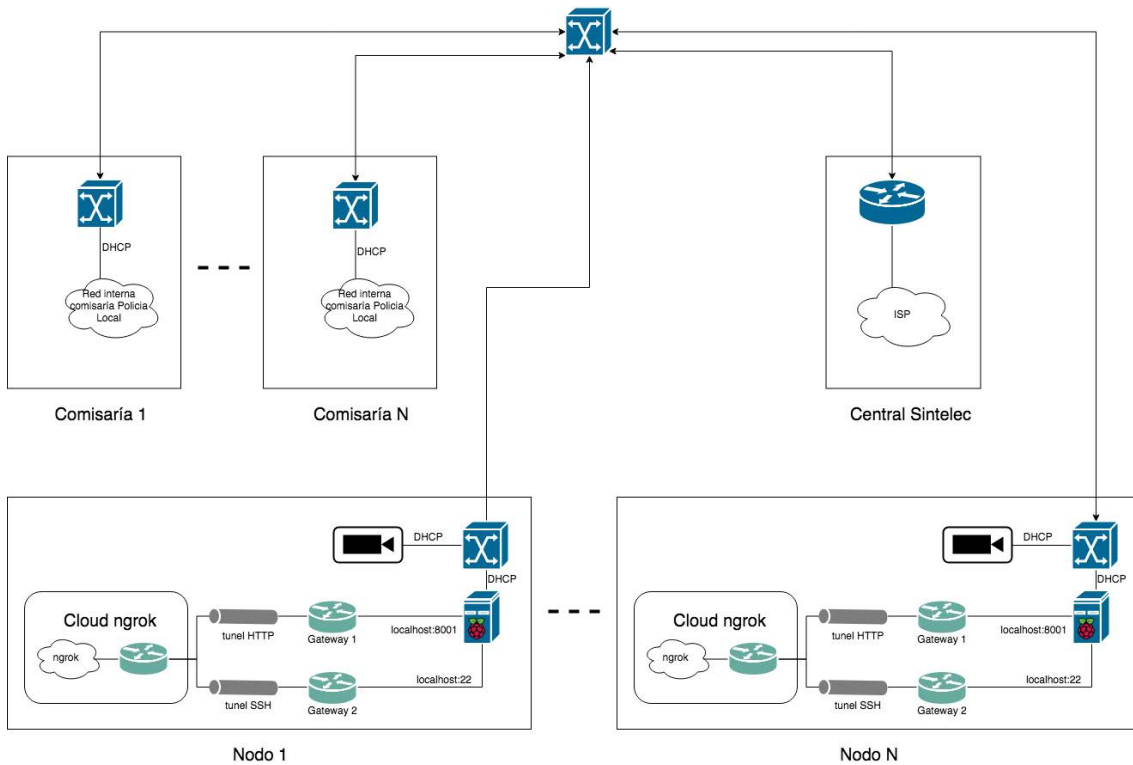 DHCP
Red interna
comisaría Policia
Local
Comisaría 1
DHCP
Red interna
comisaría Policia
Local
Comisaría N
ISP
Central Sintelec
DHCP
DHCP
Cloud ngrok
ngrok
tunel HTTP
Gateway 1
localhost:8001
tunel SSH
Gateway 2
localhost:22
Nodo 1
DHCP
DHCP
Cloud ngrok
ngrok
tunel HTTP
Gateway 1
localhost:8001
tunel SSH
Gateway 2
localhost:22
Nodo N